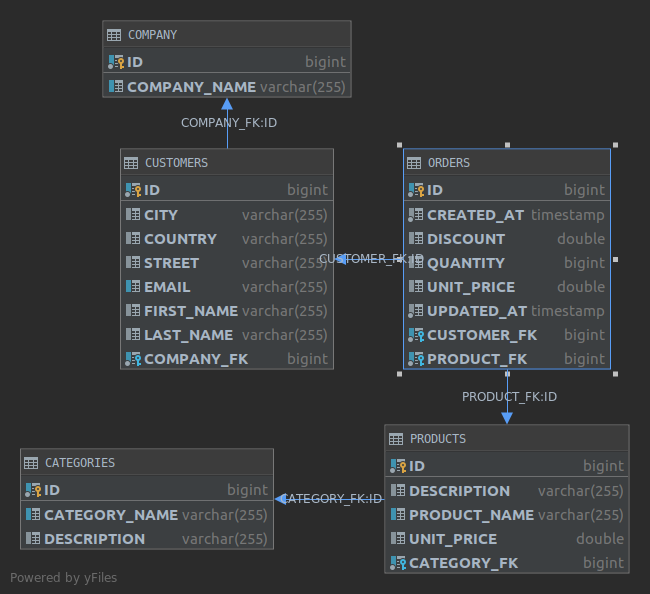 COMPANY
ID bigint
COMPANY_NAME varchar(255)
COMPANY_FK:ID
CUSTOMERS
ID bigint
CITY varchar(255)
COUNTRY varchar(255)
STREET varchar(255)
EMAIL varchar(255)
FIRST_NAME varchar(255)
LAST_NAME varchar(255)
COMPANY_FK bigint
CUSTOMER_FK:ID
ORDERS
ID bigint
CREATED_AT timestamp
DISCOUNT double
QUANTITY bigint
UNIT_PRICE double
UPDATED_AT timestamp
CUSTOMER_FK bigint
PRODUCT_FK bigint
PRODUCT_FK:ID
PRODUCTS
ID bigint
DESCRIPTION varchar(255)
PRODUCT_NAME varchar(255)
UNIT_PRICE double
CATEGORY_FK bigint
CATEGORY_FK:ID
CATEGORIES
ID bigint
CATEGORY_NAME varchar(255)
DESCRIPTION varchar(255)
Powered by yFiles